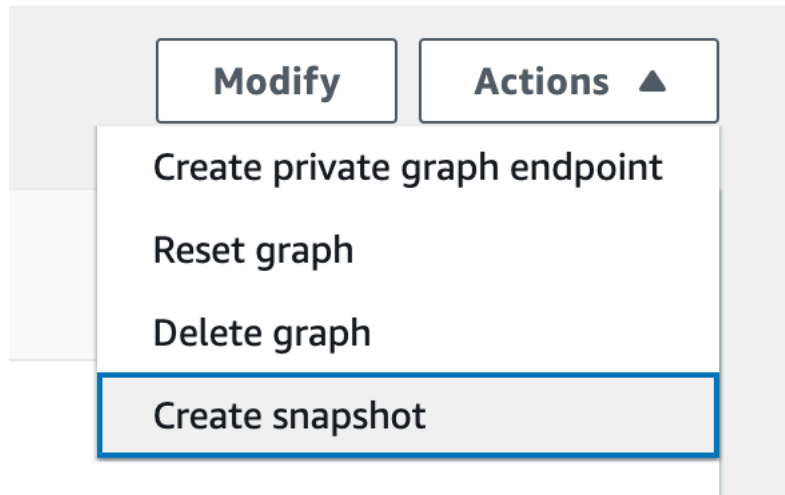 Modify Actions
Create private graph endpoint
Reset graph
Delete graph
Create snapshot